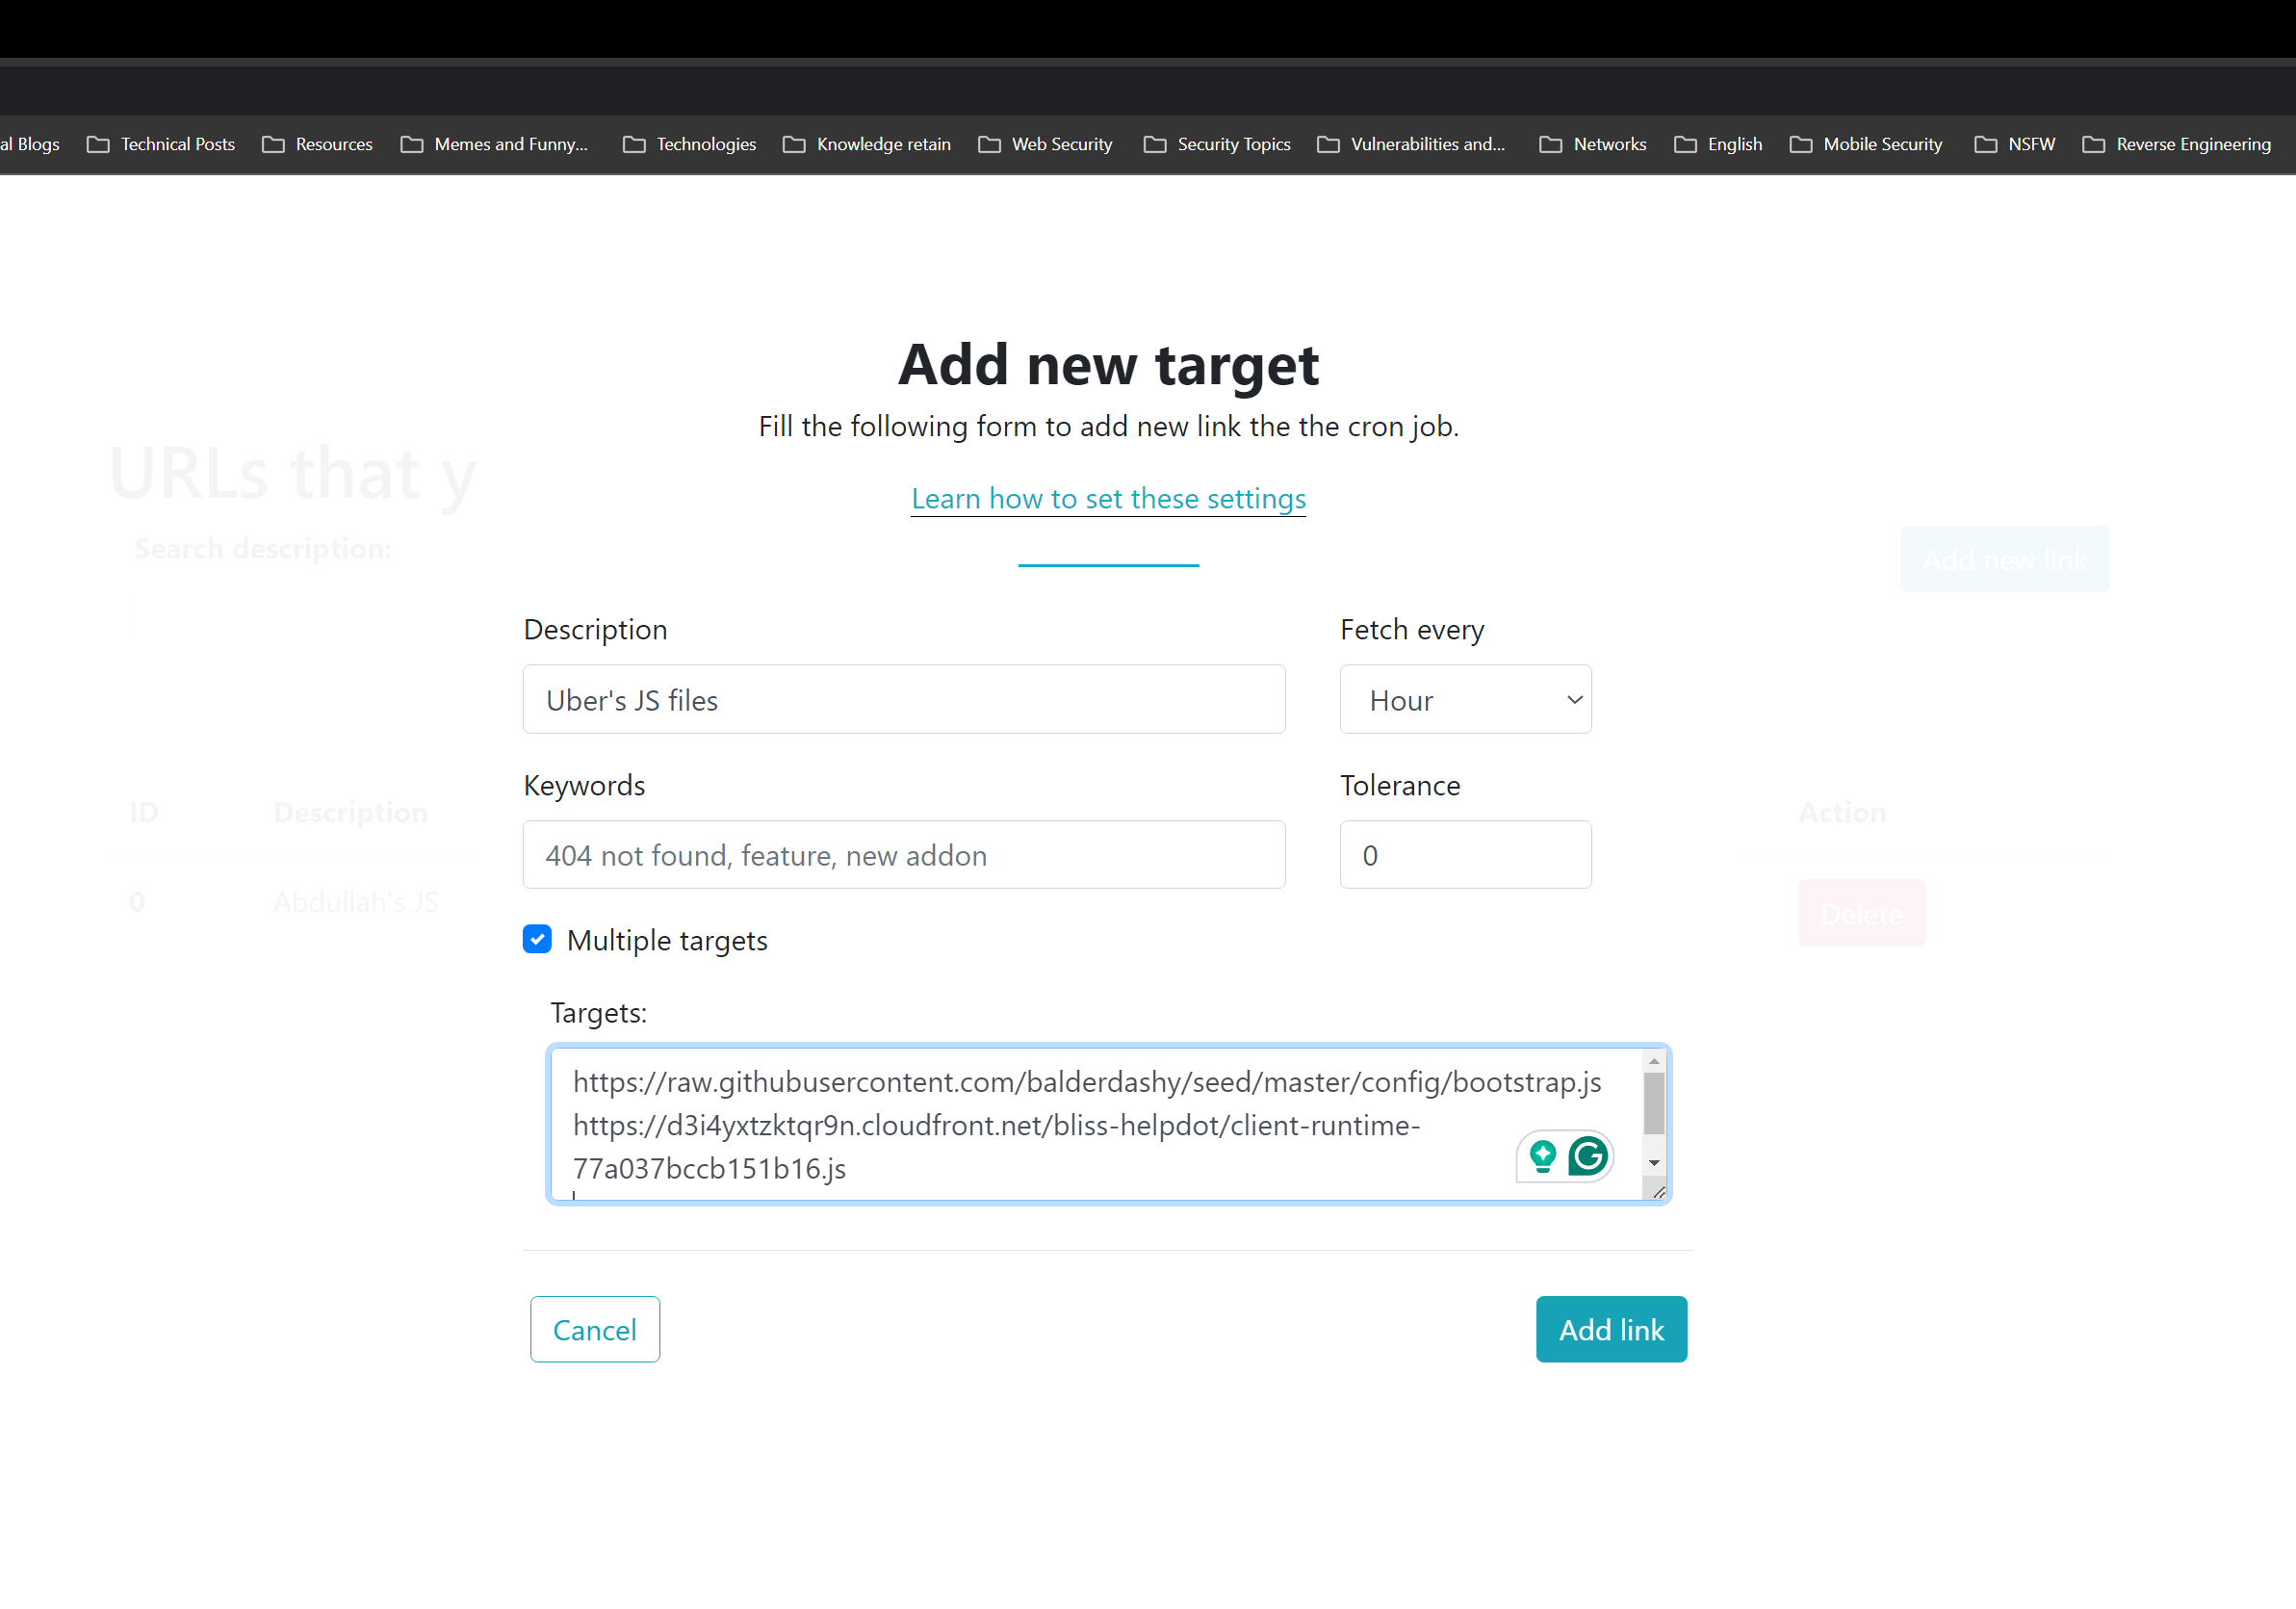 al Blogs Technical Posts Resources Memes and Funny... Technologies Knowledge retain Web Security Security Topics Vulnerabilities and... Networks English Mobile Security NSFW Reverse Engineering
Add new target
Fill the following form to add new link the the cron job.
URLs that y
Learn how to set these settings
Search description:
Add new link
Description Fetch every
Uber's JS files Hour
Keywords Tolerance
ID Description Action
404 not found, feature, new addon 0
0 Abdullah's JS Delete
Multiple targets
Targets:
https://raw.githubusercontent.com/balderdashy/seed/master/config/bootstrap.js
https://d3i4yxtzktqr9n.cloudfront.net/bliss-helpdot/client-runtime-
77a037bccb151b16.js
Cancel Add link